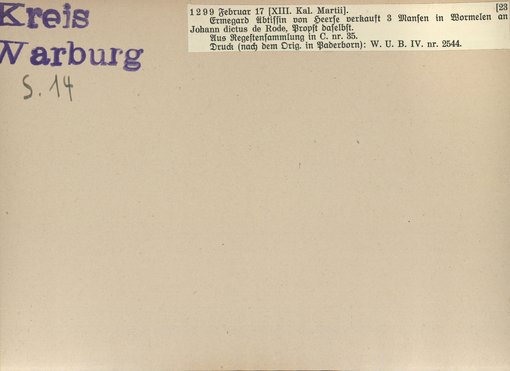 Kreis
Warburg
S. 14
1299 Februar 17 [XIII. Kal. Martii]. [23
Ermegard Äbtissin von Heerse verkauft 3 Mansen in Wormelen an
Johann dictus de Rode, Propst daselbst.
Aus Regestensammlung in C. nr. 35.
Druck (nach dem Orig. in Paderborn): W. U. B. IV. nr. 2544.